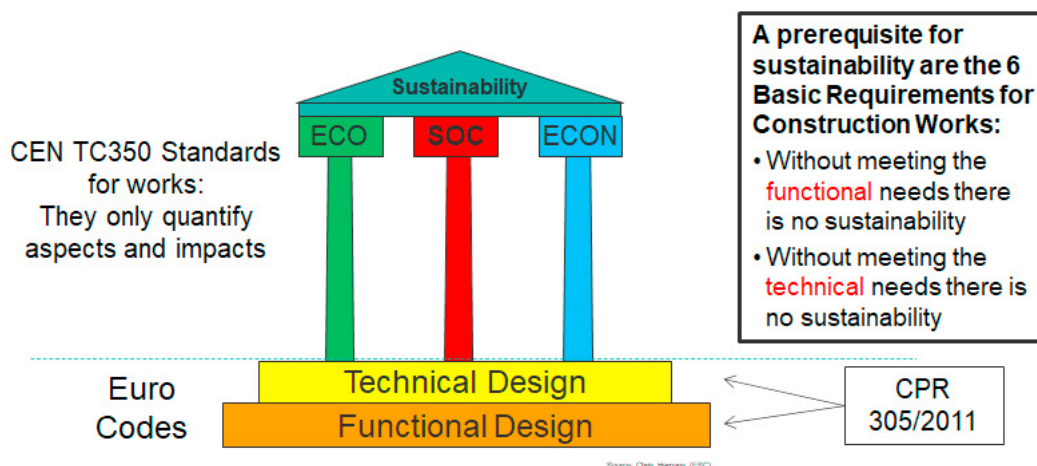 Sustainability
ECO
SOC
ECON
CEN TC350 Standards
for works:
They only quantify
aspects and impacts
A prerequisite for
sustainability are the 6
Basic Requirements for
Construction Works:
• Without meeting the
functional needs there
is no sustainability
• Without meeting the
technical needs there is
no sustainability
Euro
Codes
Technical Design
Functional Design
CPR
305/2011